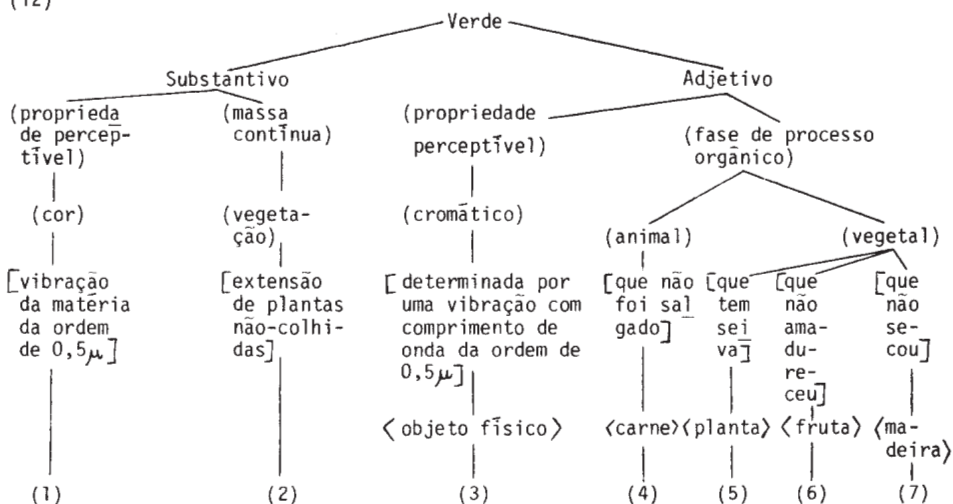 (12)
Verde
Substantivo Adjetivo
(proprieda
de percep-
tível)
(massa
contínua)
(propriedade
perceptível)
(fase de processo
orgânico)
(cor)
(vegeta-
ção)
(cromático)
(animal)
(vegetal)
[vibração
da matéria
da ordem
de 0,5μ]
[extensão
de plantas
não-colhi-
das]
[determinada por
uma vibração com
comprimento de
onda da ordem de
0,5μ]
[que não
foi sal
gado]
[que
tem
sei
va]
[que
não
ama-
du-
re-
ceu]
[que
não
se-
cou]
<objeto físico>
<carne>
<planta>
<fruta>
<ma-
deira>
(1) (2) (3) (4) (5) (6) (7)